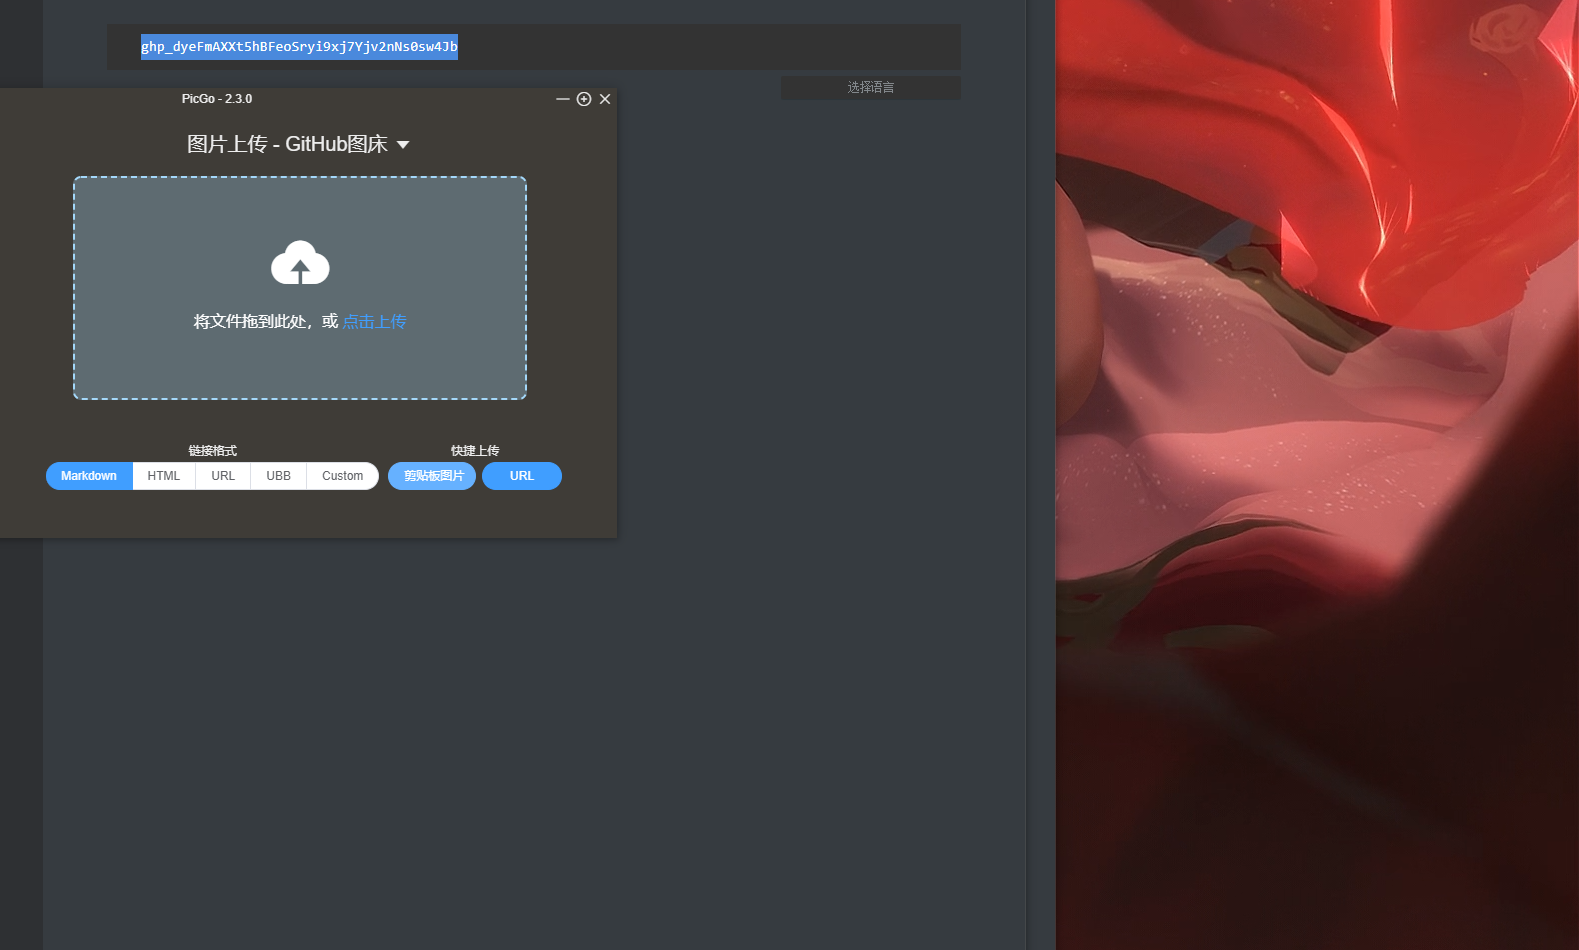 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
选择语言
PicGo - 2.3.0
图片上传 - GitHub图床
将文件拖到此处，或 点击上传
链接格式 快捷上传
Markdown HTML URL UBB Custom 剪贴板图片 URL